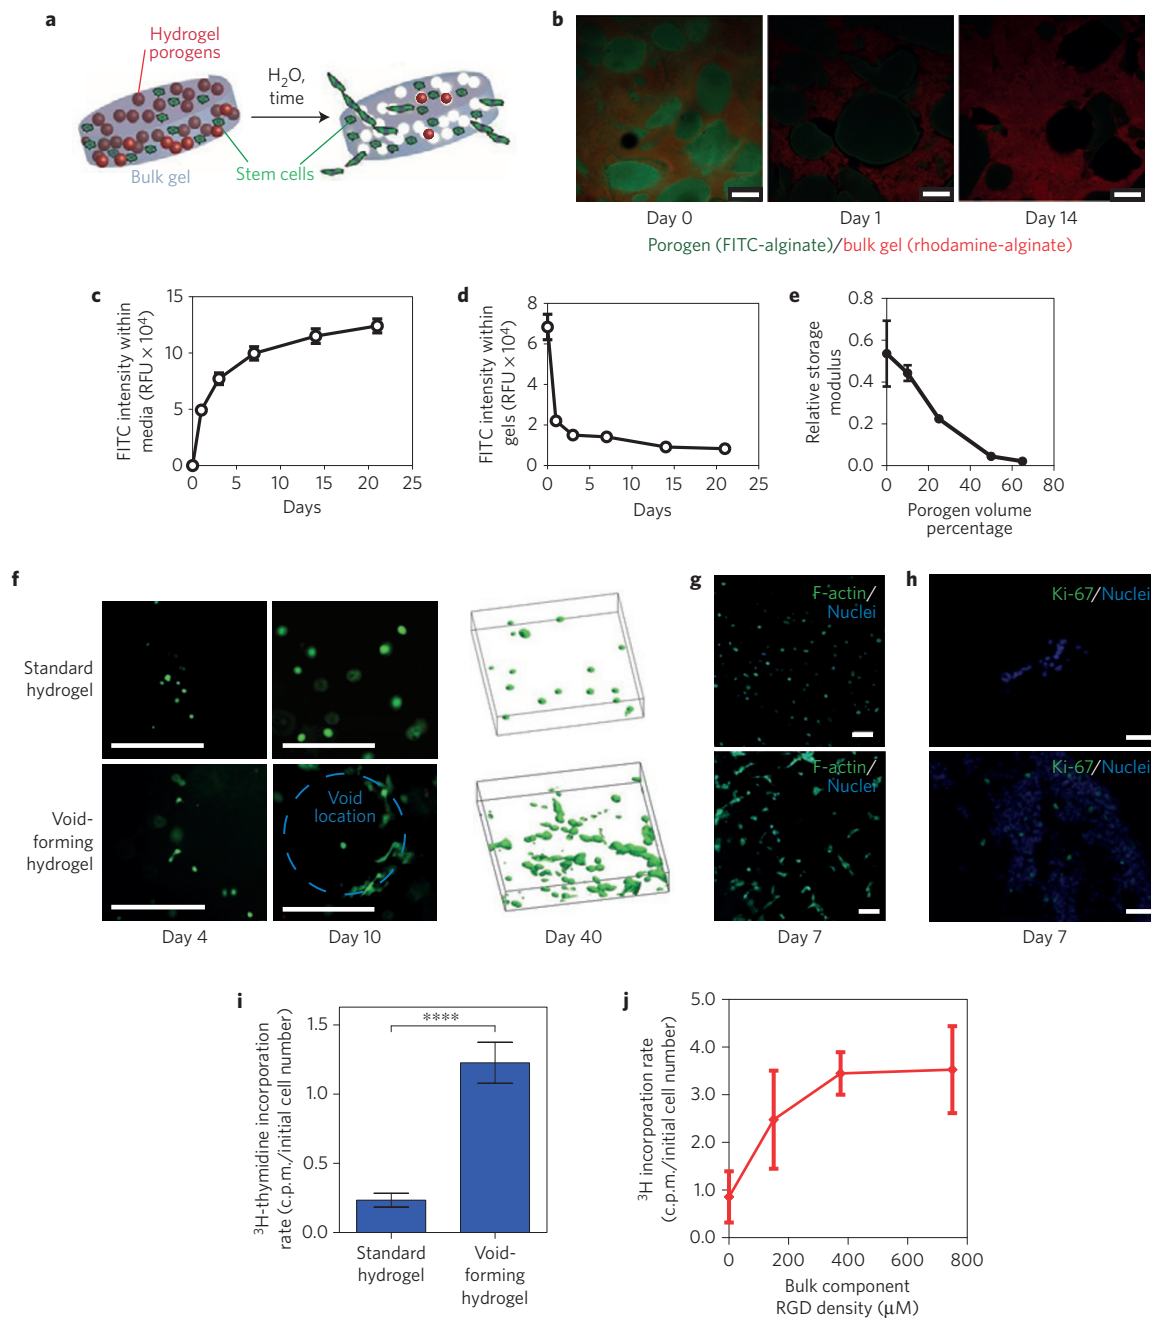 a
Hydrogel
porogens
H2O,
time
Bulk gel
Stem cells
b
Day 0
Day 1
Day 14
Porogen (FITC-alginate)/bulk gel (rhodamine-alginate)
c
FITC intensity within
media (RFU × 10⁴)
15
10
5
0
0 5 10 15 20 25
Days
d
FITC intensity within
gels (RFU × 10⁴)
8
6
4
2
0
0 5 10 15 20 25
Days
e
Relative storage
modulus
0.8
0.6
0.4
0.2
0.0
0 20 40 60 80
Porogen volume
percentage
f
Standard
hydrogel
Void-
forming
hydrogel
Void
location
Day 4
Day 10
Day 40
g
F-actin/
Nuclei
F-actin/
Nuclei
Day 7
h
Ki-67/Nuclei
Ki-67/Nuclei
Day 7
i
³H-thymidine incorporation
rate (c.p.m./initial cell number)
1.5
1.0
0.5
0.0
****
Standard
hydrogel
Void-
forming
hydrogel
j
³H incorporation rate
(c.p.m./initial cell number)
5.0
4.0
3.0
2.0
1.0
0.0
0 200 400 600 800
Bulk component
RGD density (μM)